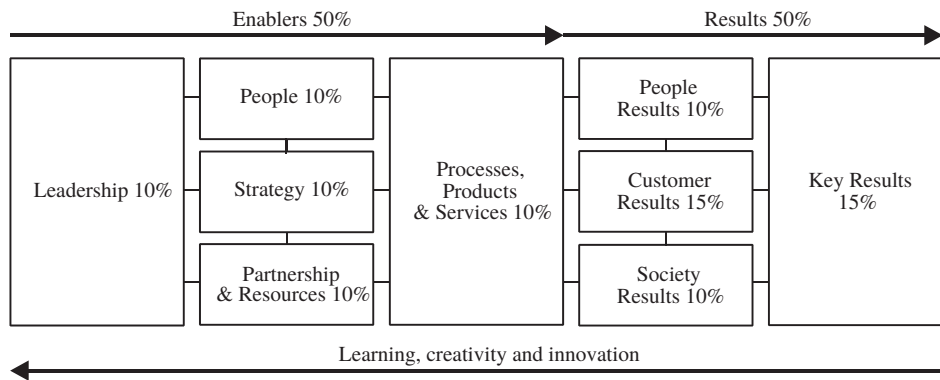 Enablers 50%
Results 50%
Leadership 10%
People 10%
Strategy 10%
Partnership
& Resources 10%
Processes,
Products
& Services 10%
People
Results 10%
Customer
Results 15%
Society
Results 10%
Key Results
15%
Learning, creativity and innovation